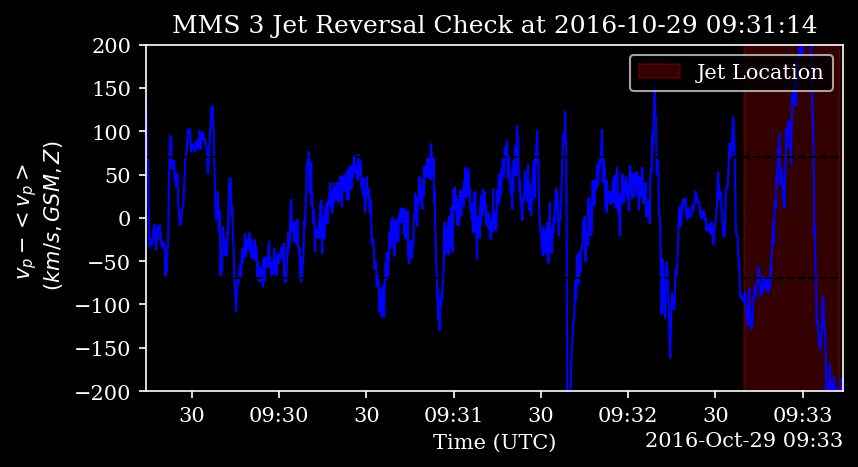 MMS 3 Jet Reversal Check at 2016-10-29 09:31:14
200
150
100
50
0
−50
−100
−150
−200
v_p − < v_p >
(km/s, GSM, Z)
Jet Location
30
09:30
30
09:31
30
09:32
30
09:33
Time (UTC)
2016-Oct-29 09:33